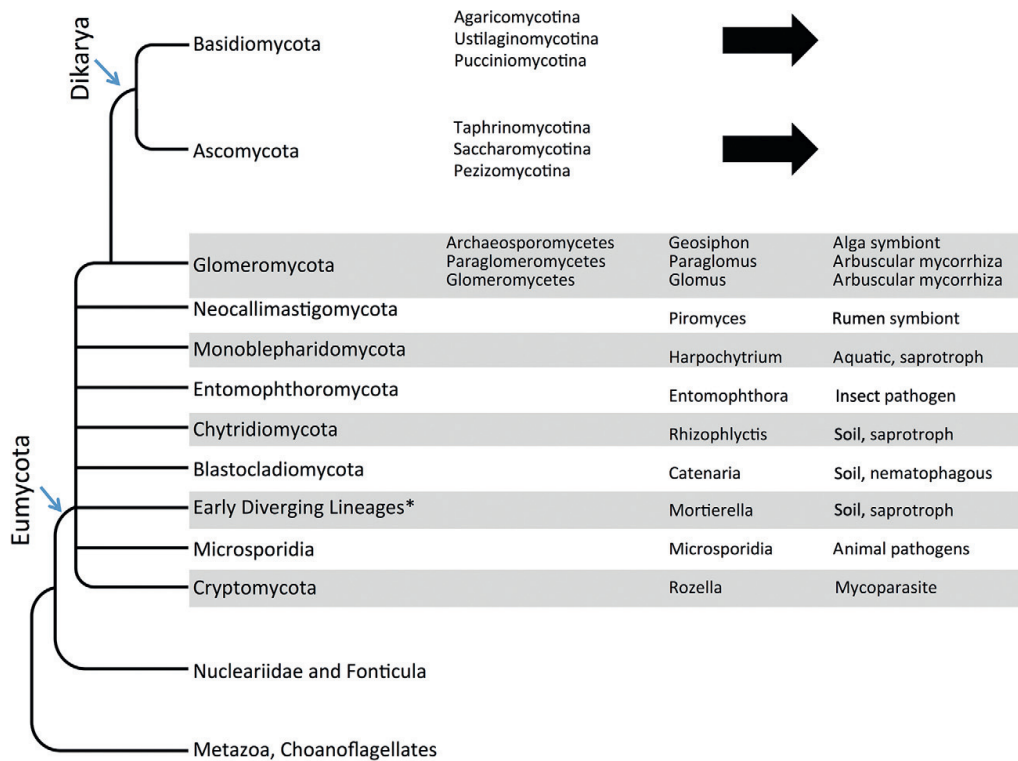 Dikarya
Basidiomycota
Agaricomycotina
Ustilaginomycotina
Pucciniomycotina
Ascomycota
Taphrinomycotina
Saccharomycotina
Pezizomycotina
Glomeromycota
Archaeosporomycetes Geosiphon Alga symbiont
Paraglomeromycetes Paraglomus Arbuscular mycorrhiza
Glomeromycetes Glomus Arbuscular mycorrhiza
Neocallimastigomycota Piromyces Rumen symbiont
Monoblepharidomycota Harpochytrium Aquatic, saprotroph
Entomophthoromycota Entomophthora Insect pathogen
Chytridiomycota Rhizophlyctis Soil, saprotroph
Blastocladiomycota Catenaria Soil, nematophagous
Eumycota
Early Diverging Lineages* Mortierella Soil, saprotroph
Microsporidia Microsporidia Animal pathogens
Cryptomycota Rozella Mycoparasite
Nucleariidae and Fonticula
Metazoa, Choanoflagellates